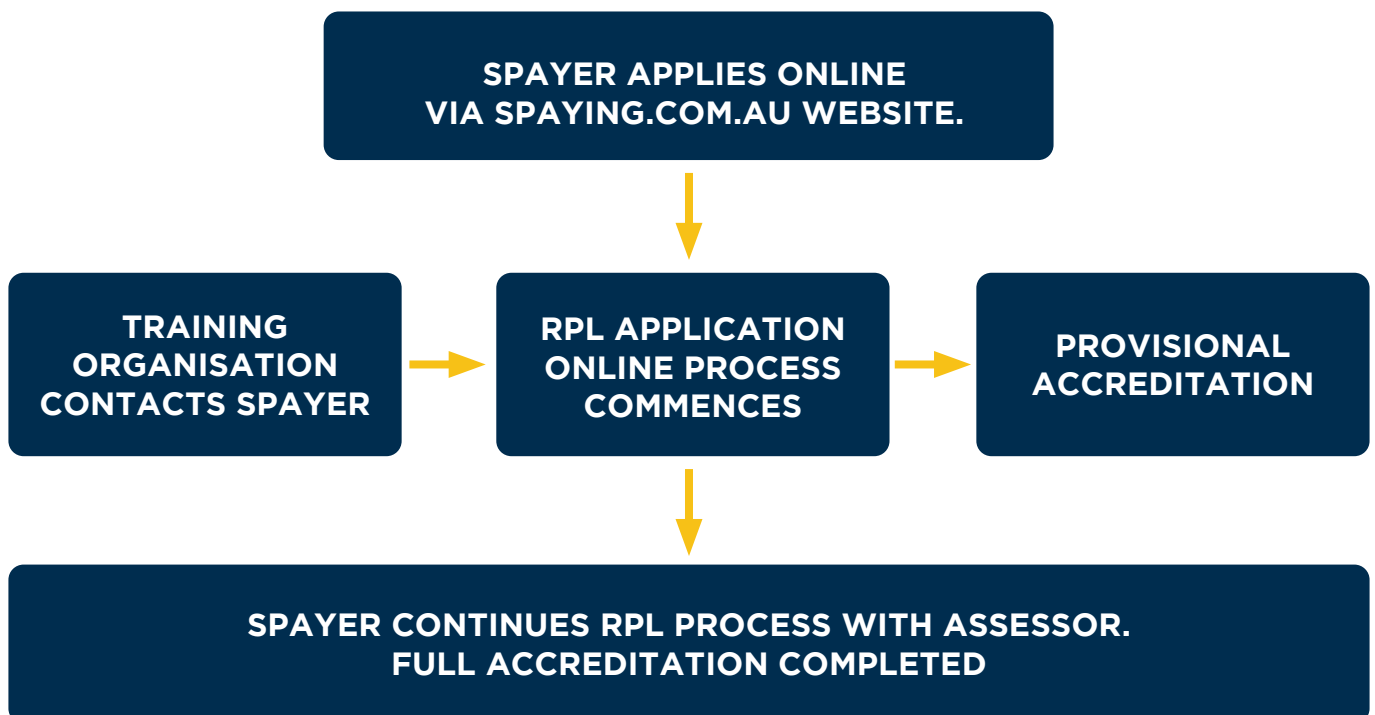 SPAYER APPLIES ONLINE
VIA SPAYING.COM.AU WEBSITE.
TRAINING
ORGANISATION
CONTACTS SPAYER
RPL APPLICATION
ONLINE PROCESS
COMMENCES
PROVISIONAL
ACCREDITATION
SPAYER CONTINUES RPL PROCESS WITH ASSESSOR.
FULL ACCREDITATION COMPLETED